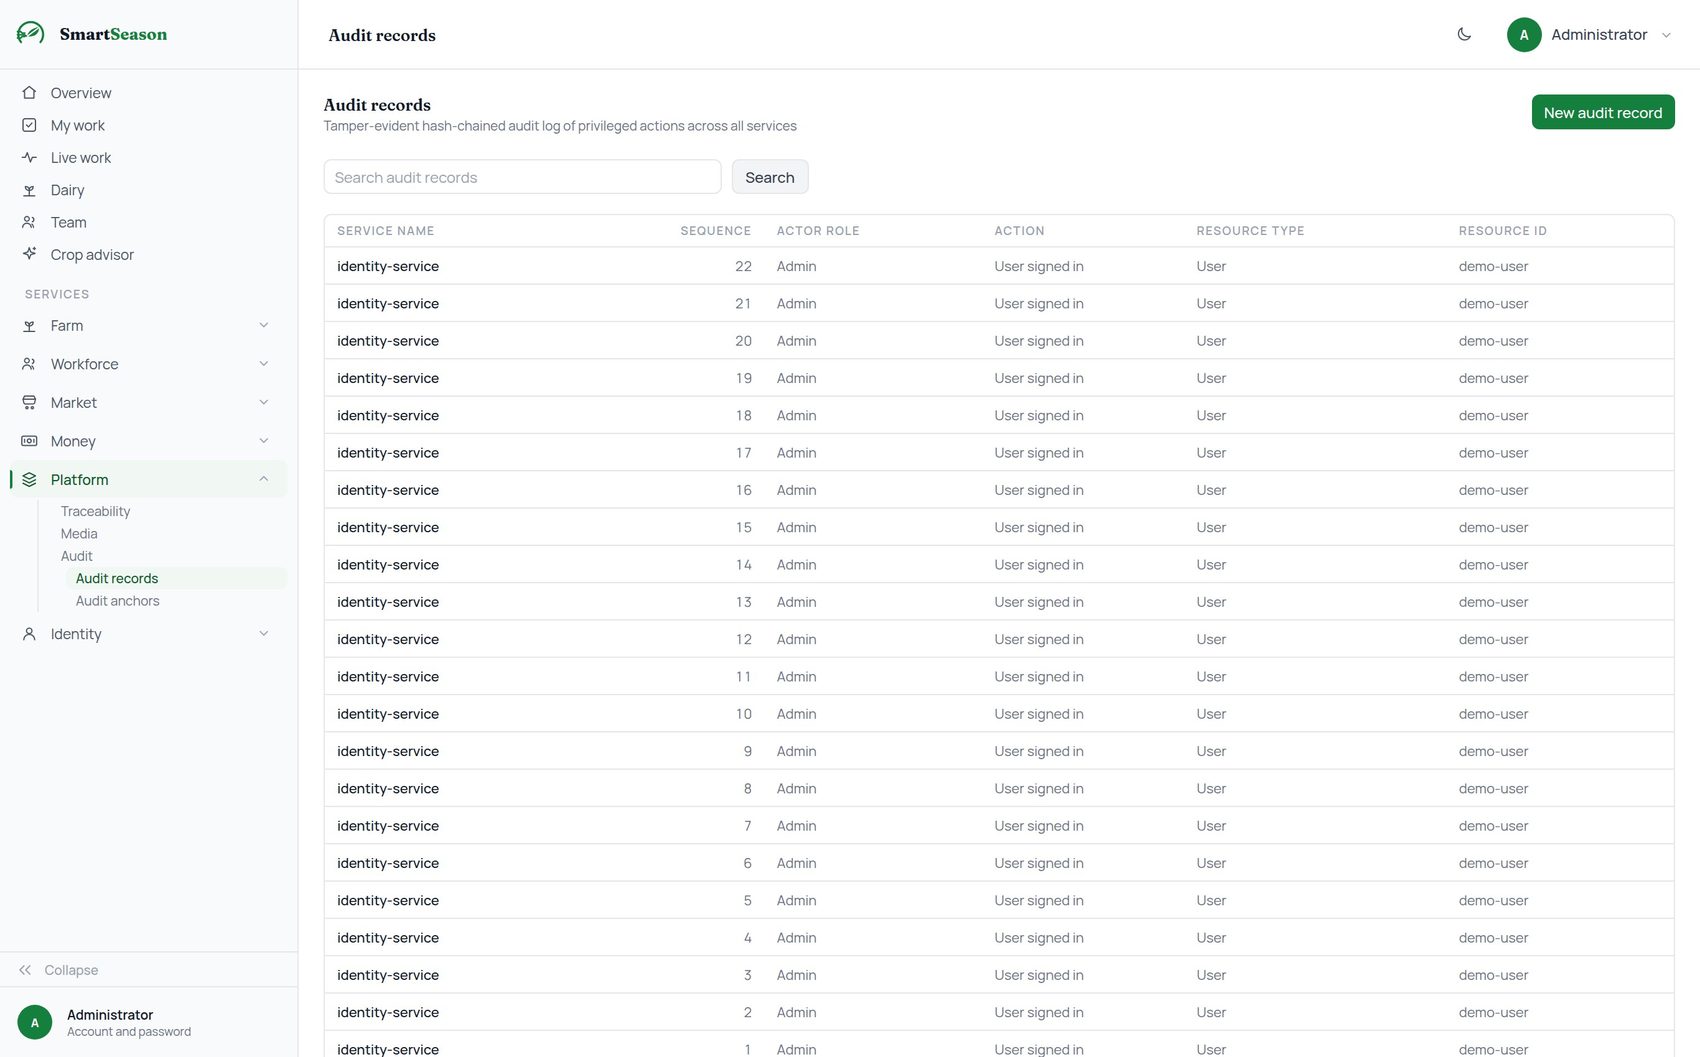 SmartSeason
Audit records
A
Administrator
Overview
My work
Live work
Dairy
Team
Crop advisor
SERVICES
Farm
Workforce
Market
Money
Platform
Traceability
Media
Audit
Audit records
Audit anchors
Identity
Collapse
A
Administrator
Account and password
Audit records
Tamper-evident hash-chained audit log of privileged actions across all services
New audit record
Search audit records
Search
SERVICE NAME SEQUENCE ACTOR ROLE ACTION RESOURCE TYPE RESOURCE ID
identity-service 22 Admin User signed in User demo-user
identity-service 21 Admin User signed in User demo-user
identity-service 20 Admin User signed in User demo-user
identity-service 19 Admin User signed in User demo-user
identity-service 18 Admin User signed in User demo-user
identity-service 17 Admin User signed in User demo-user
identity-service 16 Admin User signed in User demo-user
identity-service 15 Admin User signed in User demo-user
identity-service 14 Admin User signed in User demo-user
identity-service 13 Admin User signed in User demo-user
identity-service 12 Admin User signed in User demo-user
identity-service 11 Admin User signed in User demo-user
identity-service 10 Admin User signed in User demo-user
identity-service 9 Admin User signed in User demo-user
identity-service 8 Admin User signed in User demo-user
identity-service 7 Admin User signed in User demo-user
identity-service 6 Admin User signed in User demo-user
identity-service 5 Admin User signed in User demo-user
identity-service 4 Admin User signed in User demo-user
identity-service 3 Admin User signed in User demo-user
identity-service 2 Admin User signed in User demo-user
identity-service 1 Admin User signed in User demo-user